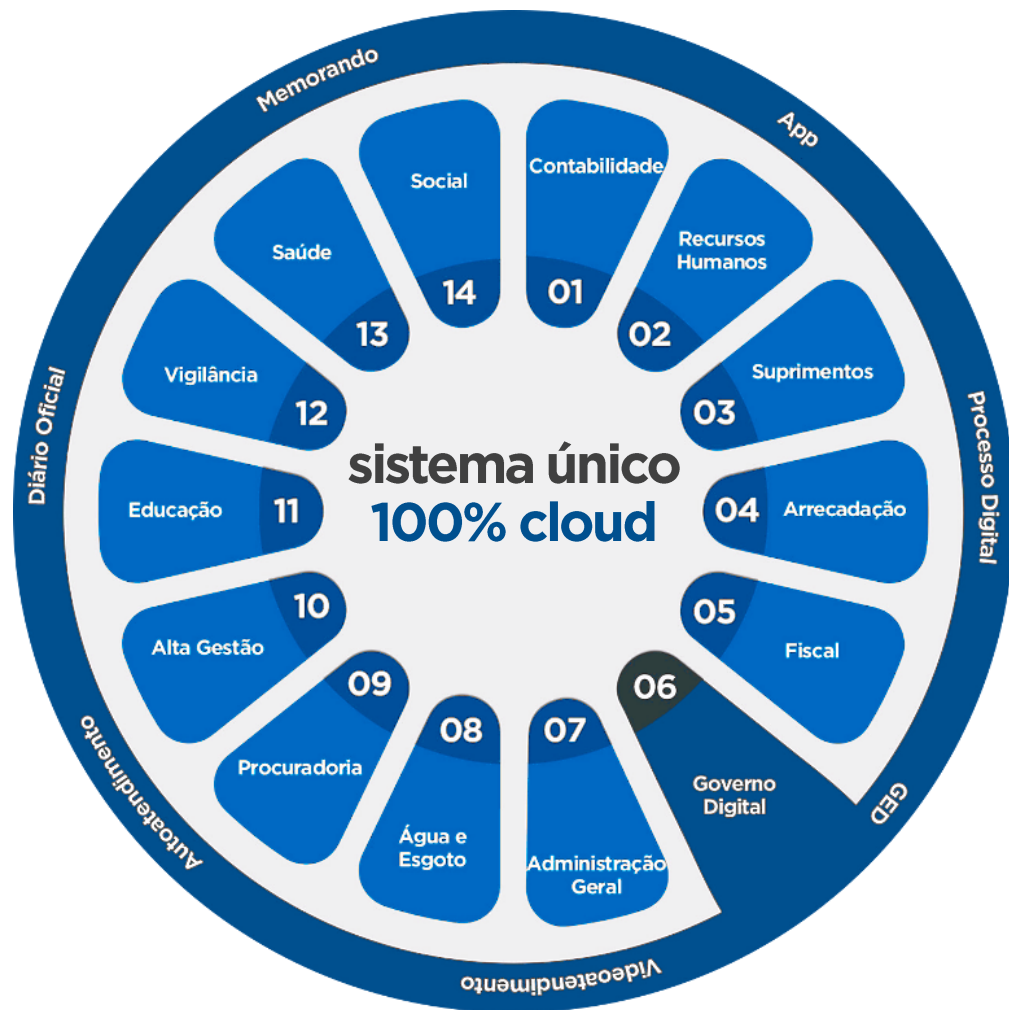 Memorando
App
Processo Digital
GED
Videoatendimento
Autoatendimento
Diário Oficial
sistema único
100% cloud
Contabilidade
01
Recursos
Humanos
02
Suprimentos
03
Arrecadação
04
Fiscal
05
Governo
Digital
06
Administração
Geral
07
Água e
Esgoto
08
Procuradoria
09
Alta Gestão
10
Educação
11
Vigilância
12
Saúde
13
Social
14